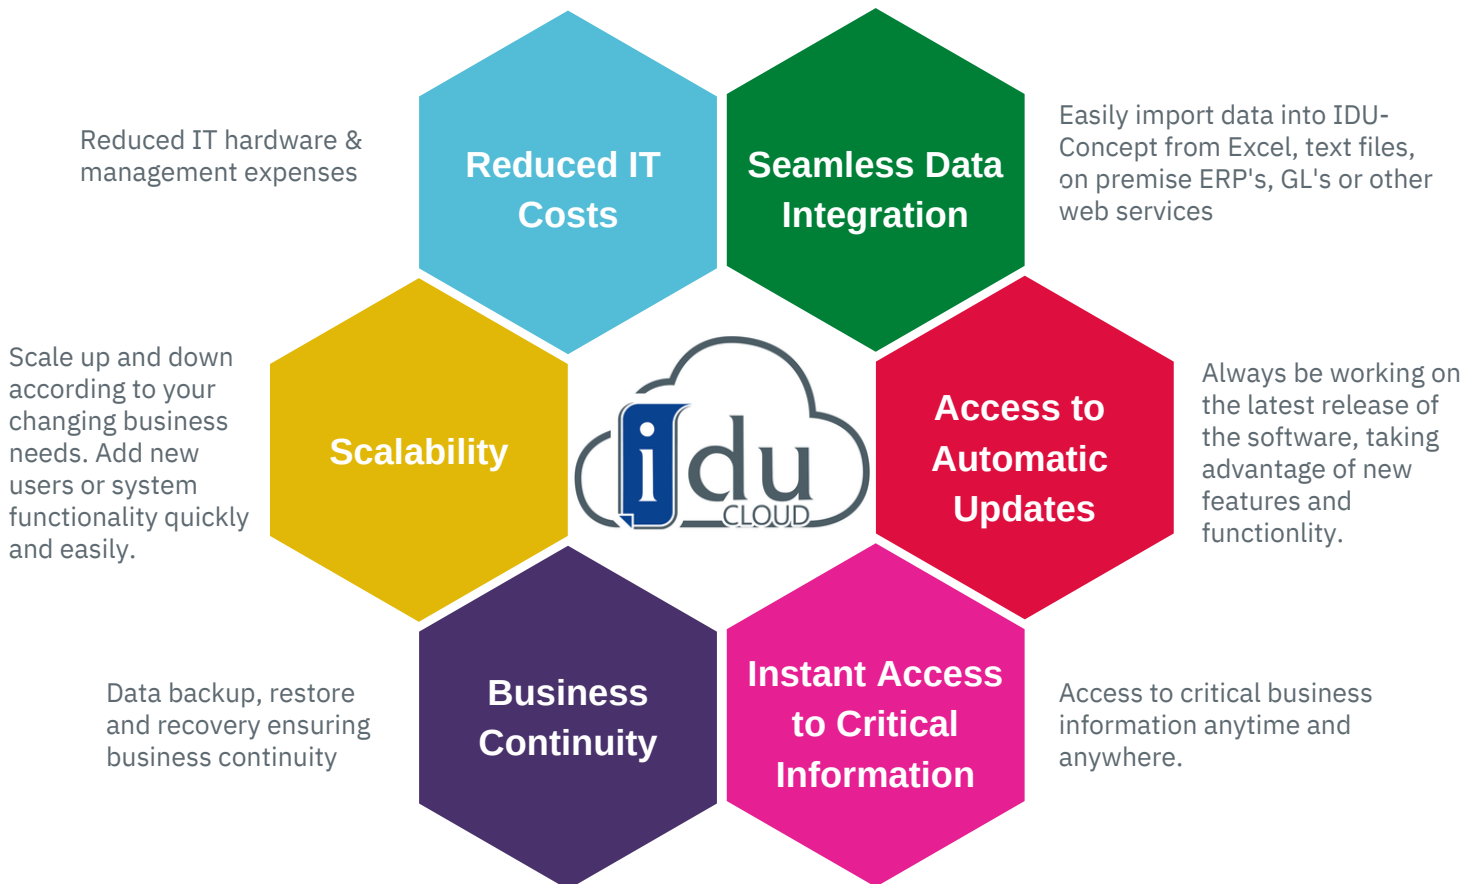 Reduced IT hardware &
management expenses
Reduced IT
Costs
Seamless Data
Integration
Easily import data into IDU-
Concept from Excel, text files,
on premise ERP's, GL's or other
web services
Scale up and down
according to your
changing business
needs. Add new
users or system
functionality quickly
and easily.
Scalability
idu
CLOUD
Access to
Automatic
Updates
Always be working on
the latest release of
the software, taking
advantage of new
features and
functionlity.
Data backup, restore
and recovery ensuring
business continuity
Business
Continuity
Instant Access
to Critical
Information
Access to critical business
information anytime and
anywhere.